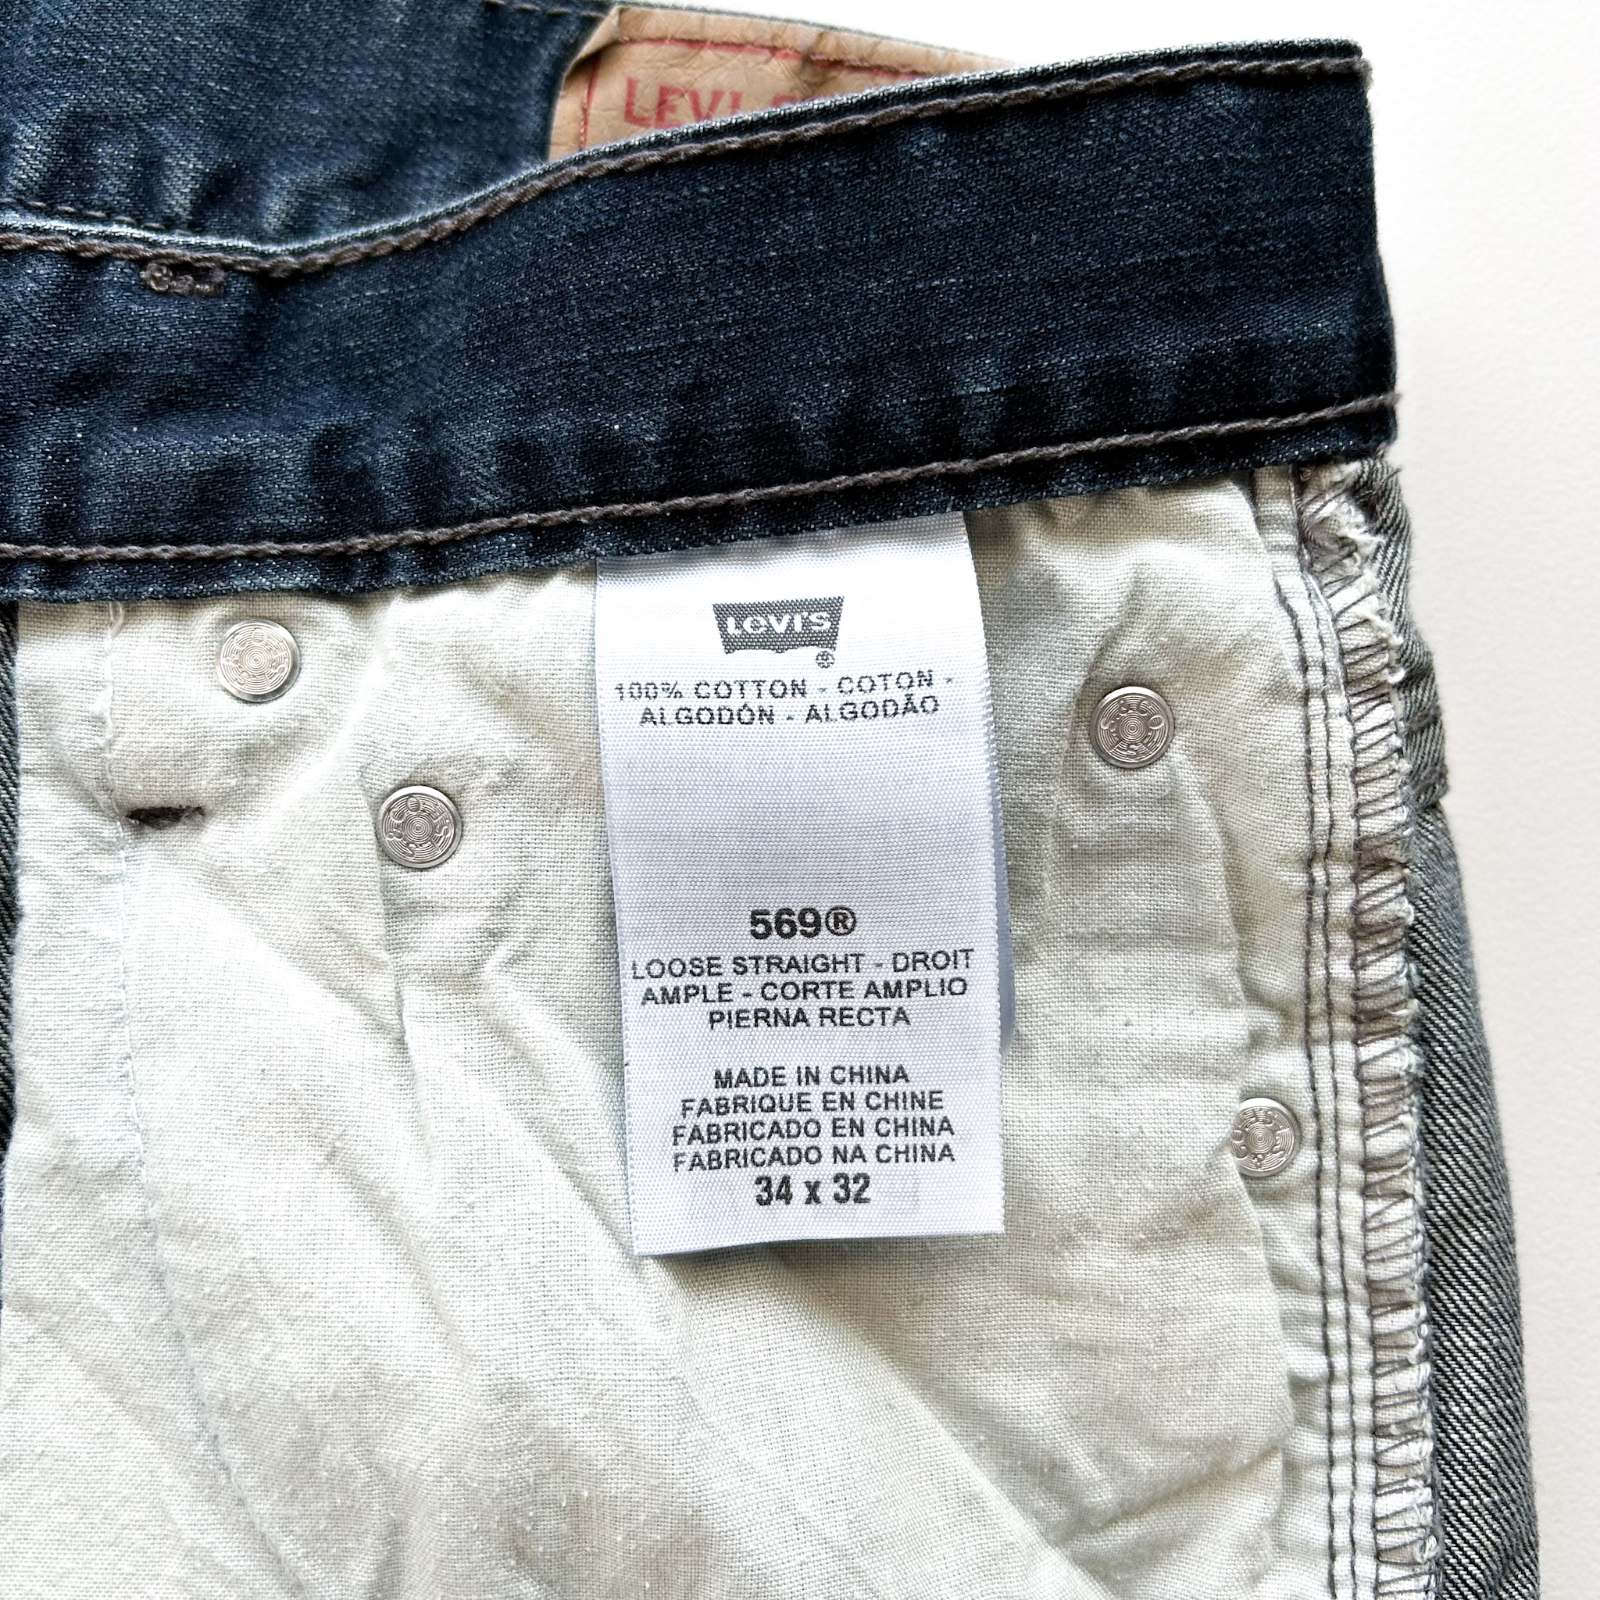 LEVI
LEVI'S
100% COTTON - COTON -
ALGODÓN - ALGODÃO
569®
LOOSE STRAIGHT - DROIT
AMPLE - CORTE AMPLIO
PIERNA RECTA
MADE IN CHINA
FABRIQUE EN CHINE
FABRICADO EN CHINA
FABRICADO NA CHINA
34 x 32